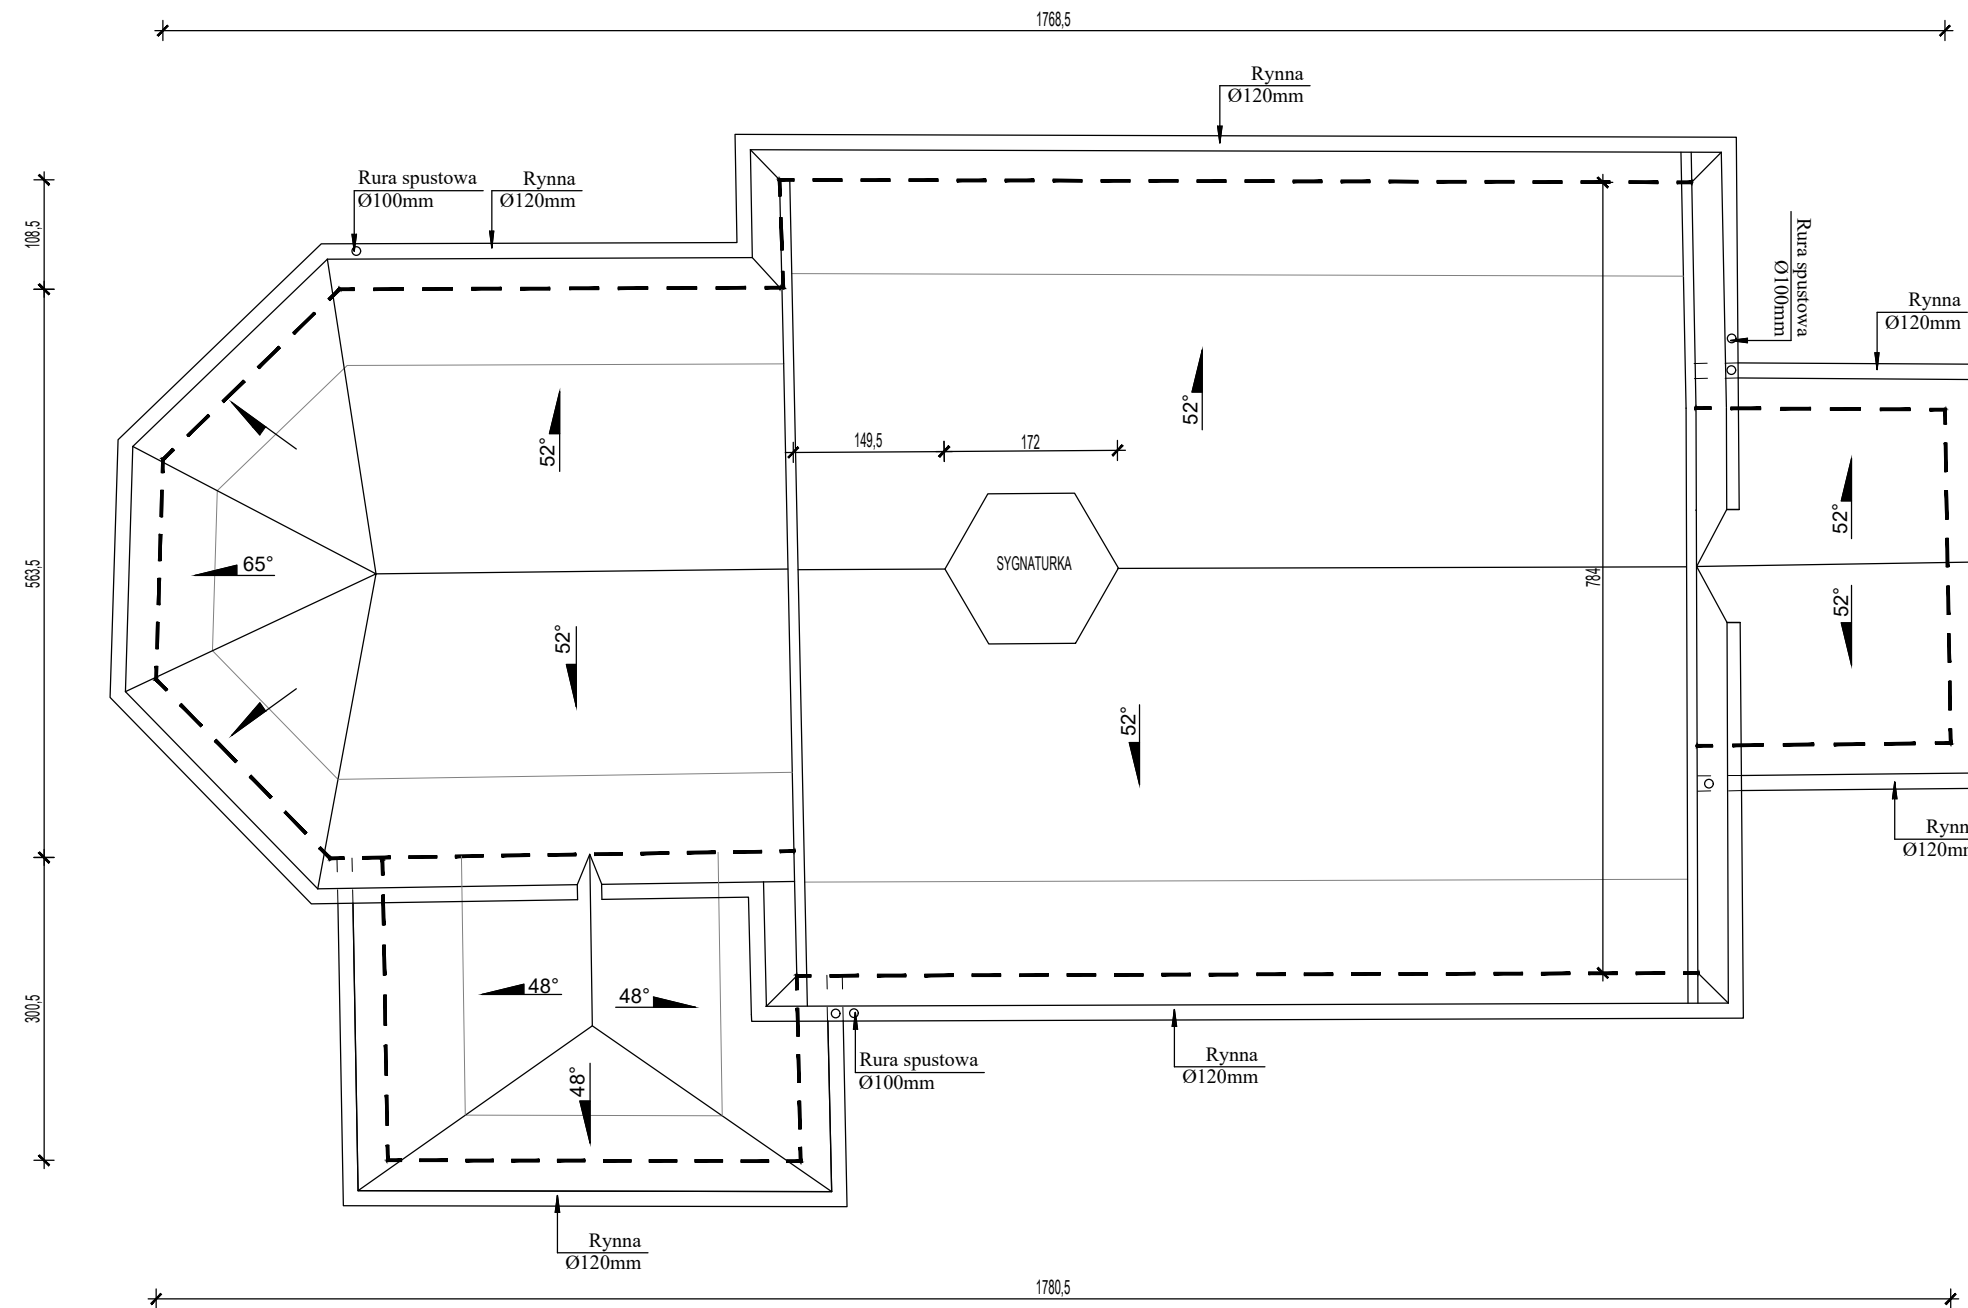 1768,5
Rynna
Ø120mm
Rura spustowa
Ø100mm
Rynna
Ø120mm
108,5
Rura spustowa
Ø100mm
Rynna
Ø120mm
52°
52°
149,5
172
52°
65°
SYGNATURKA
563,5
784
52°
52°
52°
Rynn
Ø120mm
48°
48°
300,5
Rura spustowa
Ø100mm
Rynna
Ø120mm
48°
Rynna
Ø120mm
1780,5